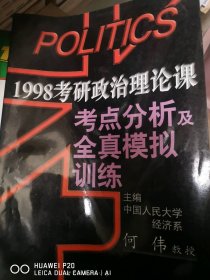 POLITICS
1998考研政治理论课
考点分析及
全真模拟
训练
主编
中国人民大学
经济系
何伟教授
HUAWEI P20
LEICA DUAL CAMERA | AIS